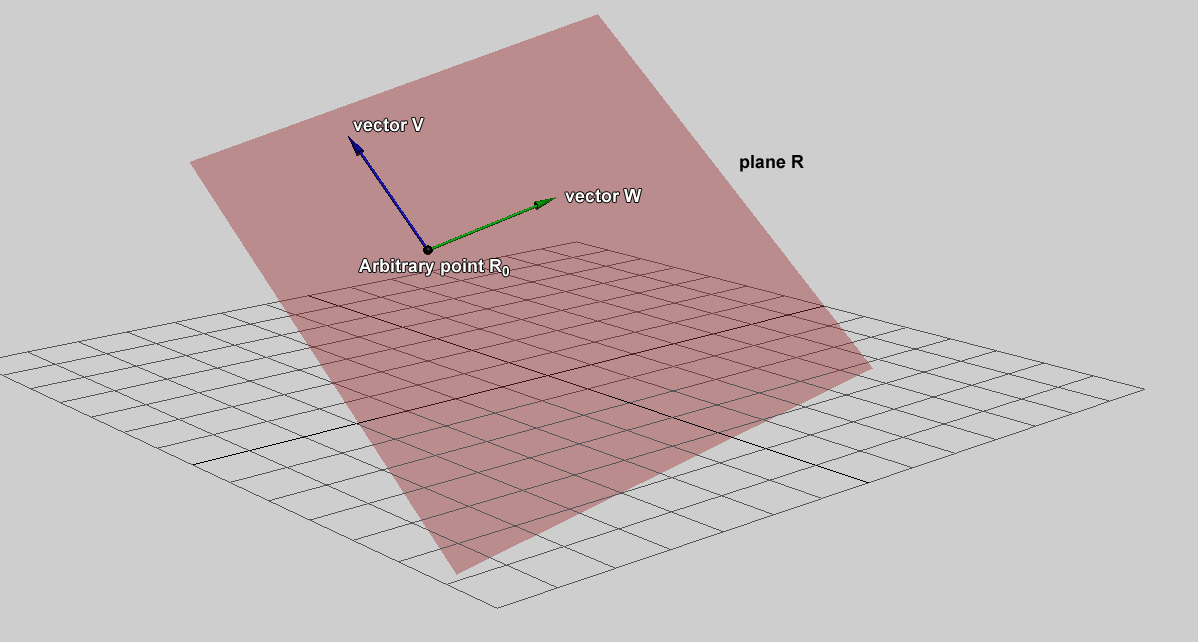 vector V
plane R
vector W
Arbitrary point R₀